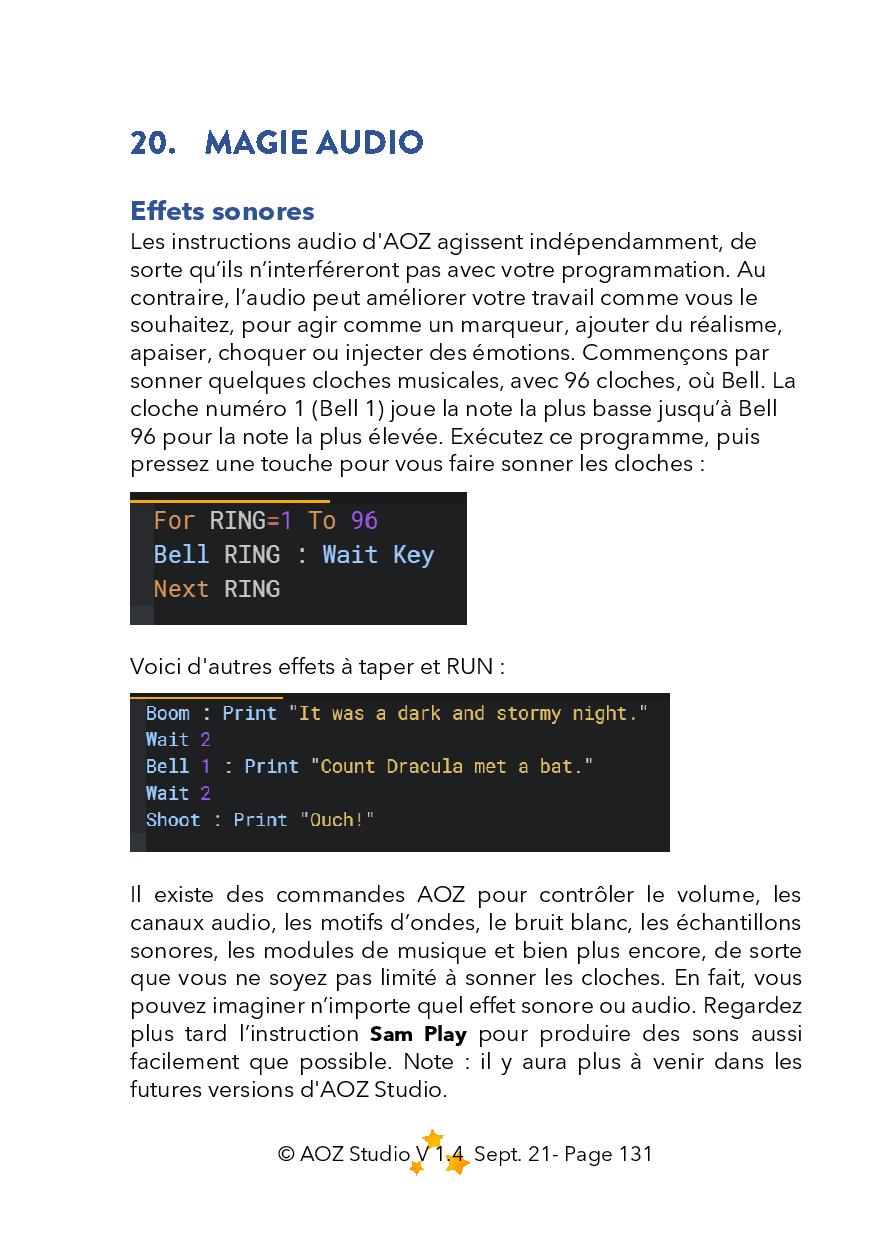 20. MAGIE AUDIO
Effets sonores
Les instructions audio d'AOZ agissent indépendamment, de
sorte qu’ils n’interféreront pas avec votre programmation. Au
contraire, l’audio peut améliorer votre travail comme vous le
souhaitez, pour agir comme un marqueur, ajouter du réalisme,
apaiser, choquer ou injecter des émotions. Commençons par
sonner quelques cloches musicales, avec 96 cloches, où Bell. La
cloche numéro 1 (Bell 1) joue la note la plus basse jusqu’à Bell
96 pour la note la plus élevée. Exécutez ce programme, puis
pressez une touche pour vous faire sonner les cloches :
For RING=1 To 96
Bell RING : Wait Key
Next RING
Voici d'autres effets à taper et RUN :
Boom : Print "It was a dark and stormy night."
Wait 2
Bell 1 : Print "Count Dracula met a bat."
Wait 2
Shoot : Print "Ouch!"
Il existe des commandes AOZ pour contrôler le volume, les
canaux audio, les motifs d’ondes, le bruit blanc, les échantillons
sonores, les modules de musique et bien plus encore, de sorte
que vous ne soyez pas limité à sonner les cloches. En fait, vous
pouvez imaginer n’importe quel effet sonore ou audio. Regardez
plus tard l’instruction Sam Play pour produire des sons aussi
facilement que possible. Note : il y aura plus à venir dans les
futures versions d'AOZ Studio.
© AOZ Studio V 1.4 Sept. 21- Page 131